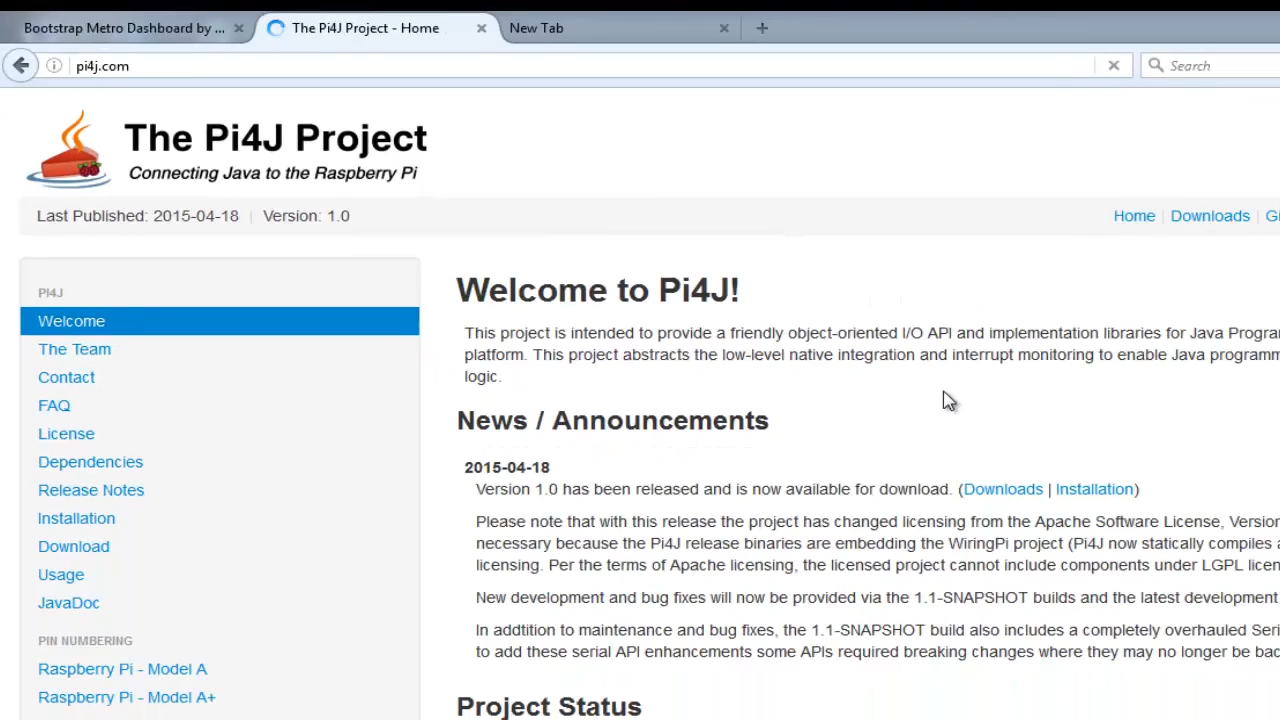 Bootstrap Metro Dashboard by ...
The Pi4J Project - Home
New Tab
pi4j.com
Search
The Pi4J Project
Connecting Java to the Raspberry Pi
Last Published: 2015-04-18 | Version: 1.0
Home | Downloads |
PI4J
Welcome
The Team
Contact
FAQ
License
Dependencies
Release Notes
Installation
Download
Usage
JavaDoc
PIN NUMBERING
Raspberry Pi - Model A
Raspberry Pi - Model A+
Welcome to Pi4J!
This project is intended to provide a friendly object-oriented I/O API and implementation libraries for Java
platform. This project abstracts the low-level native integration and interrupt monitoring to enable Java
logic.
News / Announcements
2015-04-18
Version 1.0 has been released and is now available for download. (Downloads | Installation)
Please note that with this release the project has changed licensing from the Apache Software License,
necessary because the Pi4J release binaries are embedding the WiringPi project (Pi4J now statically compiles
licensing. Per the terms of Apache licensing, the licensed project cannot include components under LGPL
New development and bug fixes will now be provided via the 1.1-SNAPSHOT builds and the latest development
In addtition to maintenance and bug fixes, the 1.1-SNAPSHOT build also includes a completely overhauled
to add these serial API enhancements some APIs required breaking changes where they may no longer be
Project Status